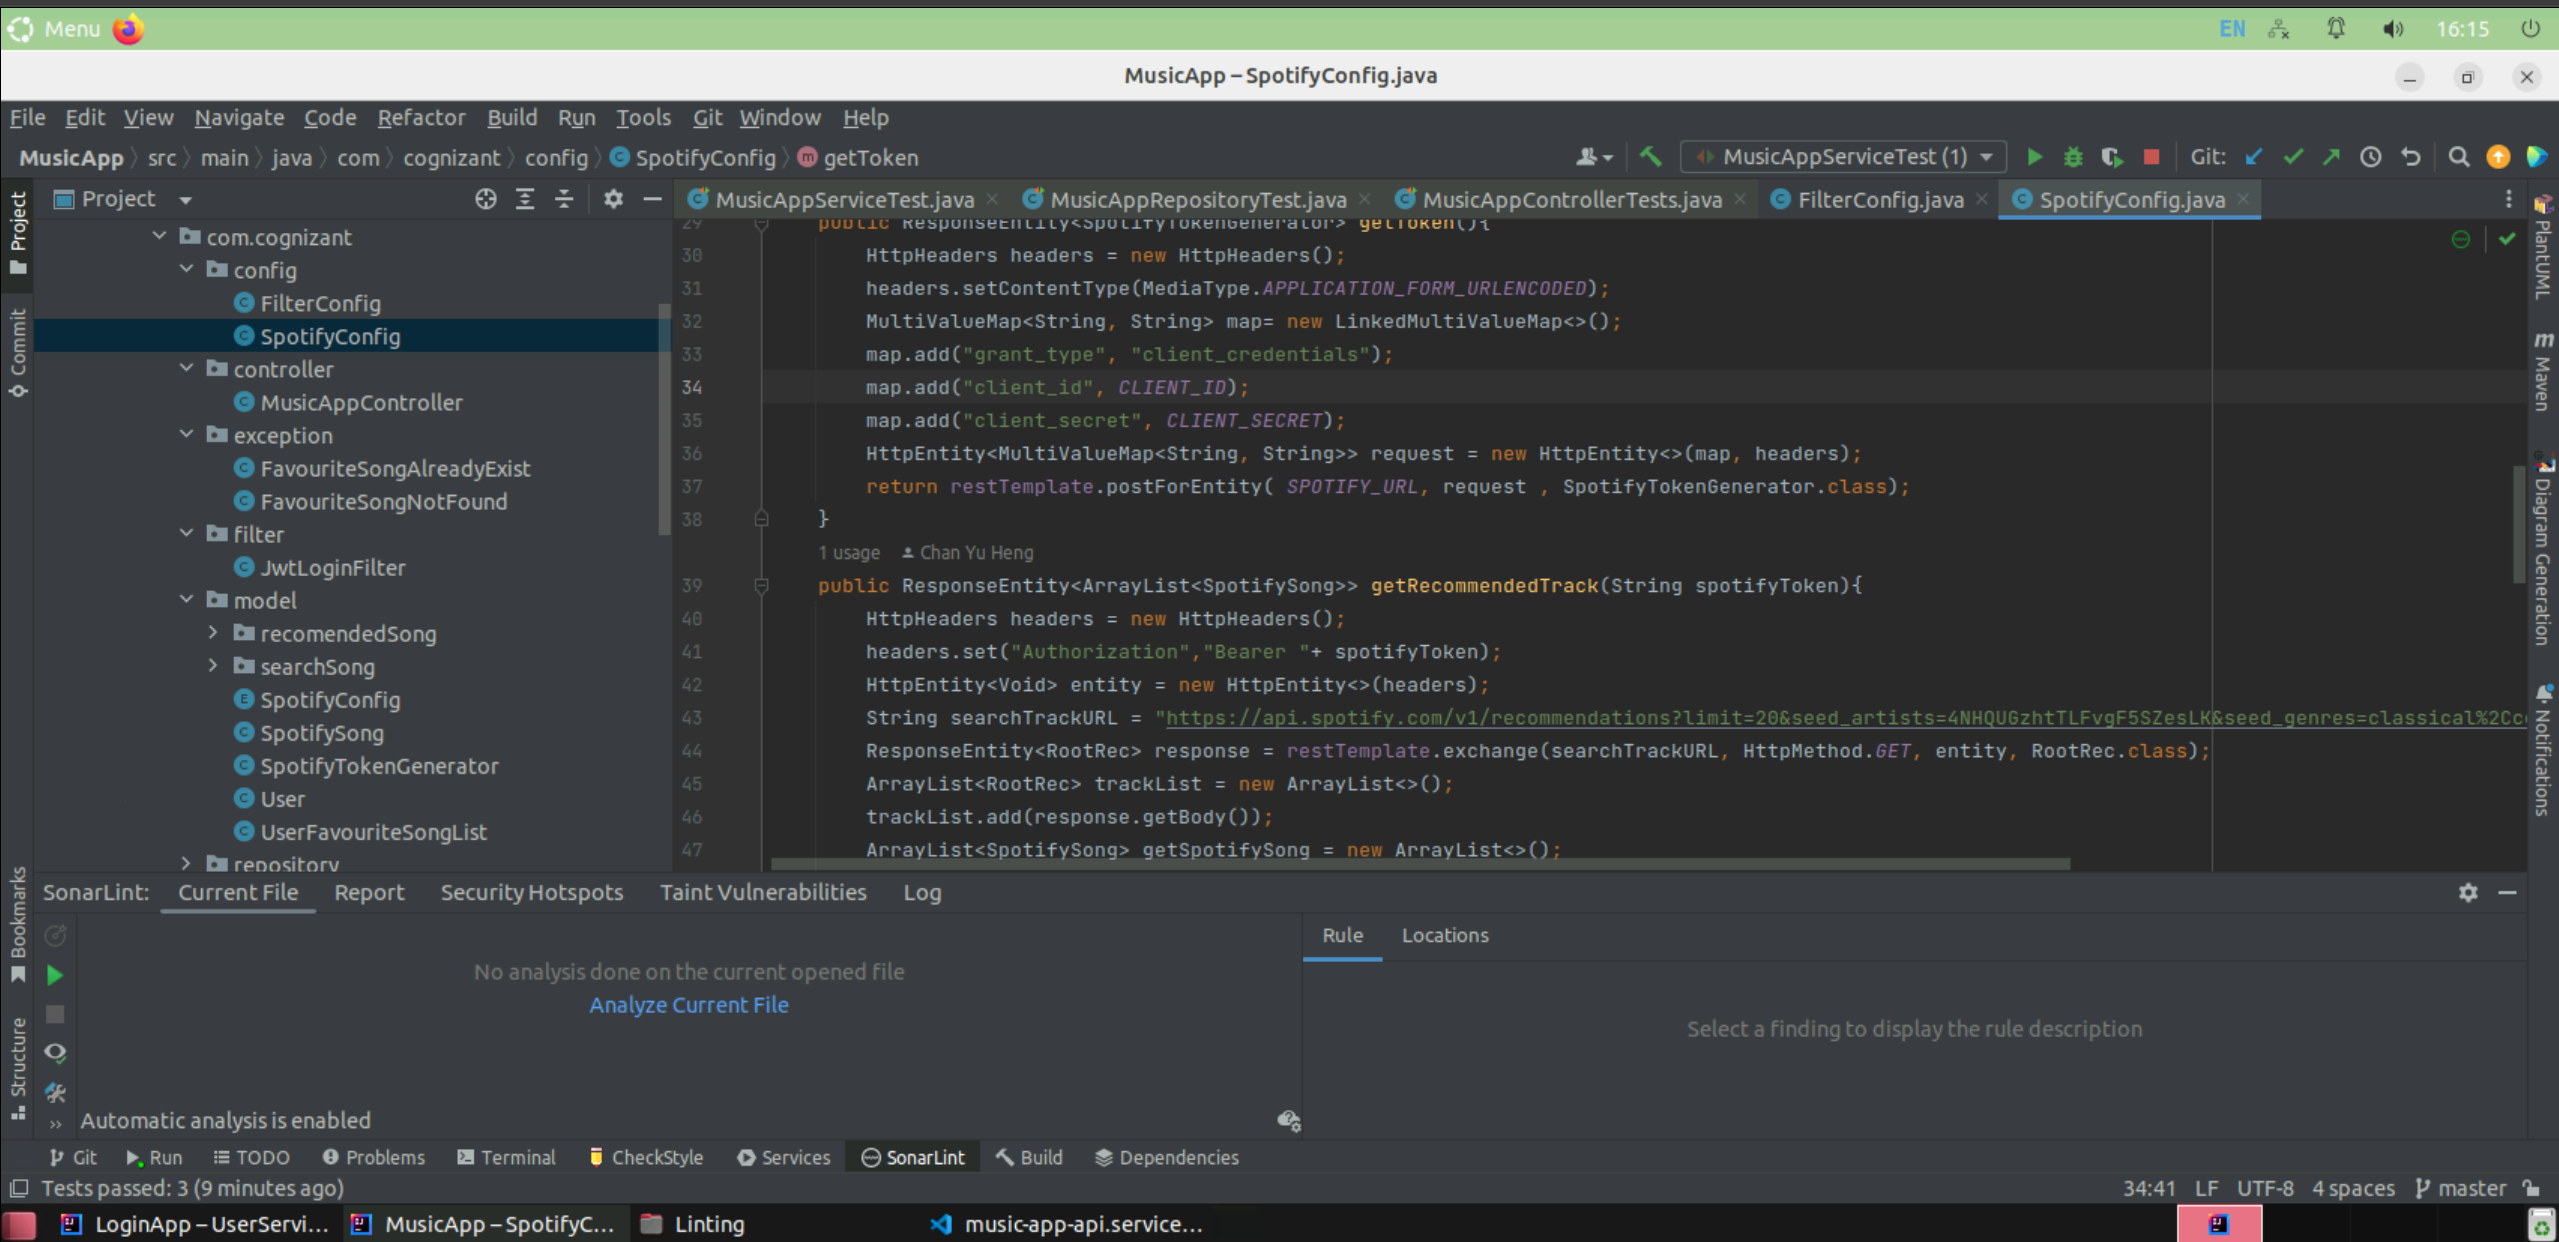 Menu EN 16:15
MusicApp – SpotifyConfig.java
File Edit View Navigate Code Refactor Build Run Tools Git Window Help
MusicApp src main java com cognizant config SpotifyConfig getToken MusicAppServiceTest (1) Git:
Project MusicAppServiceTest.java MusicAppRepositoryTest.java MusicAppControllerTests.java FilterConfig.java SpotifyConfig.java
Project
Commit
Bookmarks
Structure
com.cognizant
config
FilterConfig
SpotifyConfig
controller
MusicAppController
exception
FavouriteSongAlreadyExist
FavouriteSongNotFound
filter
JwtLoginFilter
model
recomendedSong
searchSong
SpotifyConfig
SpotifySong
SpotifyTokenGenerator
User
UserFavouriteSongList
repository
29 public ResponseEntity<SpotifyTokenGenerator> getToken(){
30 HttpHeaders headers = new HttpHeaders();
31 headers.setContentType(MediaType.APPLICATION_FORM_URLENCODED);
32 MultiValueMap<String, String> map= new LinkedMultiValueMap<>();
33 map.add("grant_type", "client_credentials");
34 map.add("client_id", CLIENT_ID);
35 map.add("client_secret", CLIENT_SECRET);
36 HttpEntity<MultiValueMap<String, String>> request = new HttpEntity<>(map, headers);
37 return restTemplate.postForEntity( SPOTIFY_URL, request , SpotifyTokenGenerator.class);
38 }
1 usage Chan Yu Heng
39 public ResponseEntity<ArrayList<SpotifySong>> getRecommendedTrack(String spotifyToken){
40 HttpHeaders headers = new HttpHeaders();
41 headers.set("Authorization","Bearer "+ spotifyToken);
42 HttpEntity<Void> entity = new HttpEntity<>(headers);
43 String searchTrackURL = "https://api.spotify.com/v1/recommendations?limit=20&seed_artists=4NHQUGzhtTLFvgF5SZesLK&seed_genres=classical%2Cc
44 ResponseEntity<RootRec> response = restTemplate.exchange(searchTrackURL, HttpMethod.GET, entity, RootRec.class);
45 ArrayList<RootRec> trackList = new ArrayList<>();
46 trackList.add(response.getBody());
47 ArrayList<SpotifySong> getSpotifySong = new ArrayList<>();
PlantUML
m Maven
Diagram Generation
Notifications
SonarLint: Current File Report Security Hotspots Taint Vulnerabilities Log
Rule Locations
No analysis done on the current opened file
Analyze Current File
Select a finding to display the rule description
Automatic analysis is enabled
Git Run TODO Problems Terminal CheckStyle Services SonarLint Build Dependencies
Tests passed: 3 (9 minutes ago) 34:41 LF UTF-8 4 spaces master
LoginApp – UserServi... MusicApp – SpotifyC... Linting music-app-api.service...